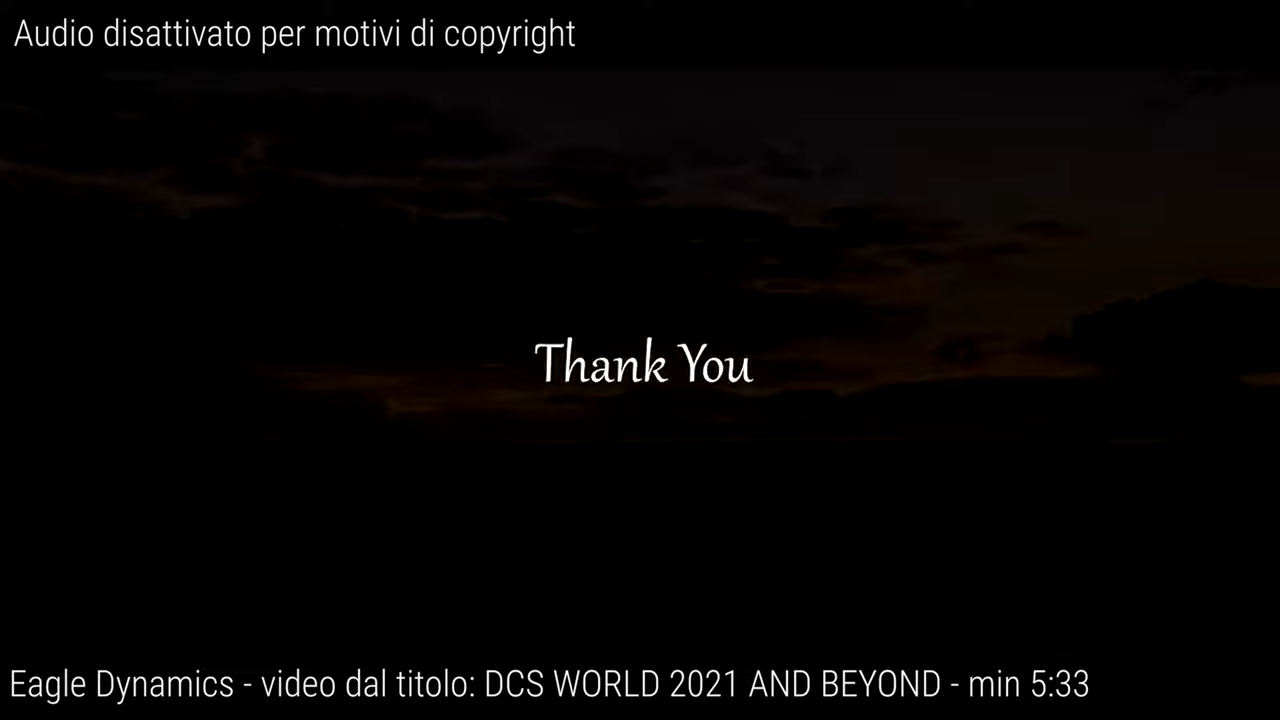 Audio disattivato per motivi di copyright
Thank You
Eagle Dynamics - video dal titolo: DCS WORLD 2021 AND BEYOND - min 5:33